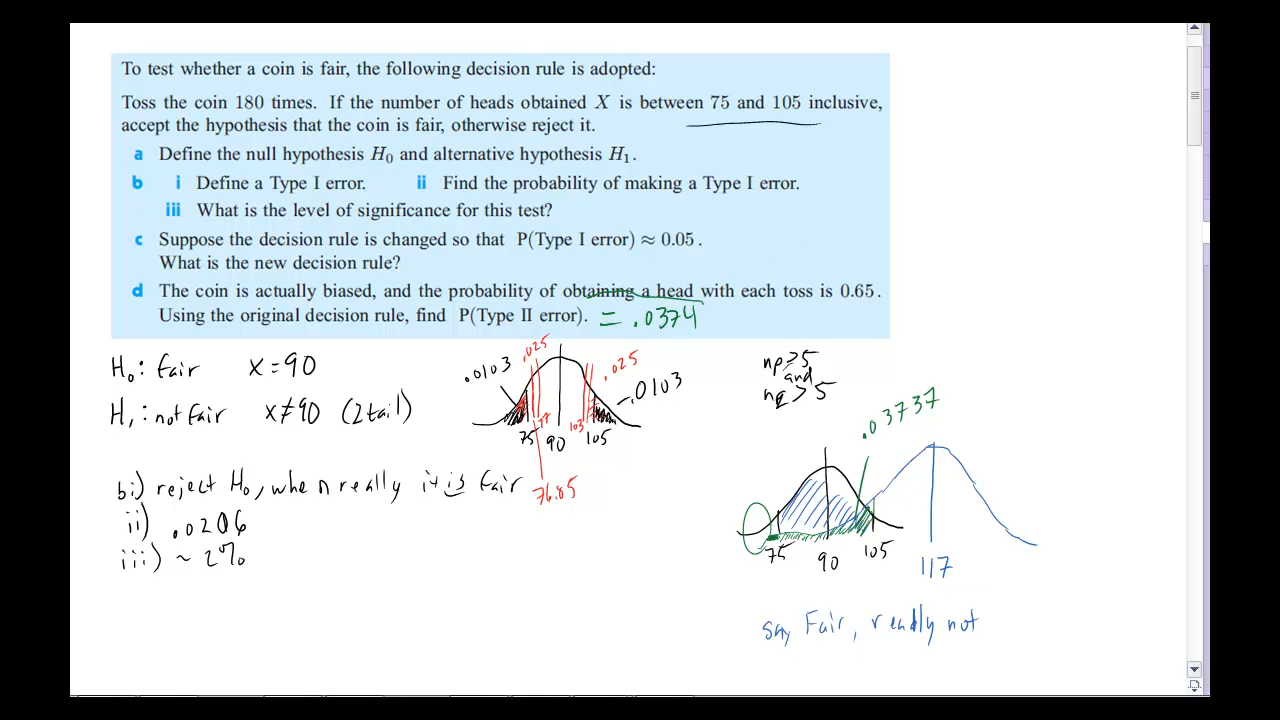 To test whether a coin is fair, the following decision rule is adopted:
Toss the coin 180 times. If the number of heads obtained X is between 75 and 105 inclusive,
accept the hypothesis that the coin is fair, otherwise reject it.
a Define the null hypothesis H₀ and alternative hypothesis H₁.
b i Define a Type I error. ii Find the probability of making a Type I error.
iii What is the level of significance for this test?
c Suppose the decision rule is changed so that P(Type I error) ≈ 0.05.
What is the new decision rule?
d The coin is actually biased, and the probability of obtaining a head with each toss is 0.65.
Using the original decision rule, find P(Type II error). = .0374
H₀: fair x = 90
H₁: not fair x ≠ 90 (2 tail)
.0103 .025 .025 .0103
75 77 90 103 105
76.85
bi) reject H₀, when really it is fair
ii) .0206
iii) ~ 2%
np > 5
and
nq > 5
.03737
75 90 105 117
say Fair, really not